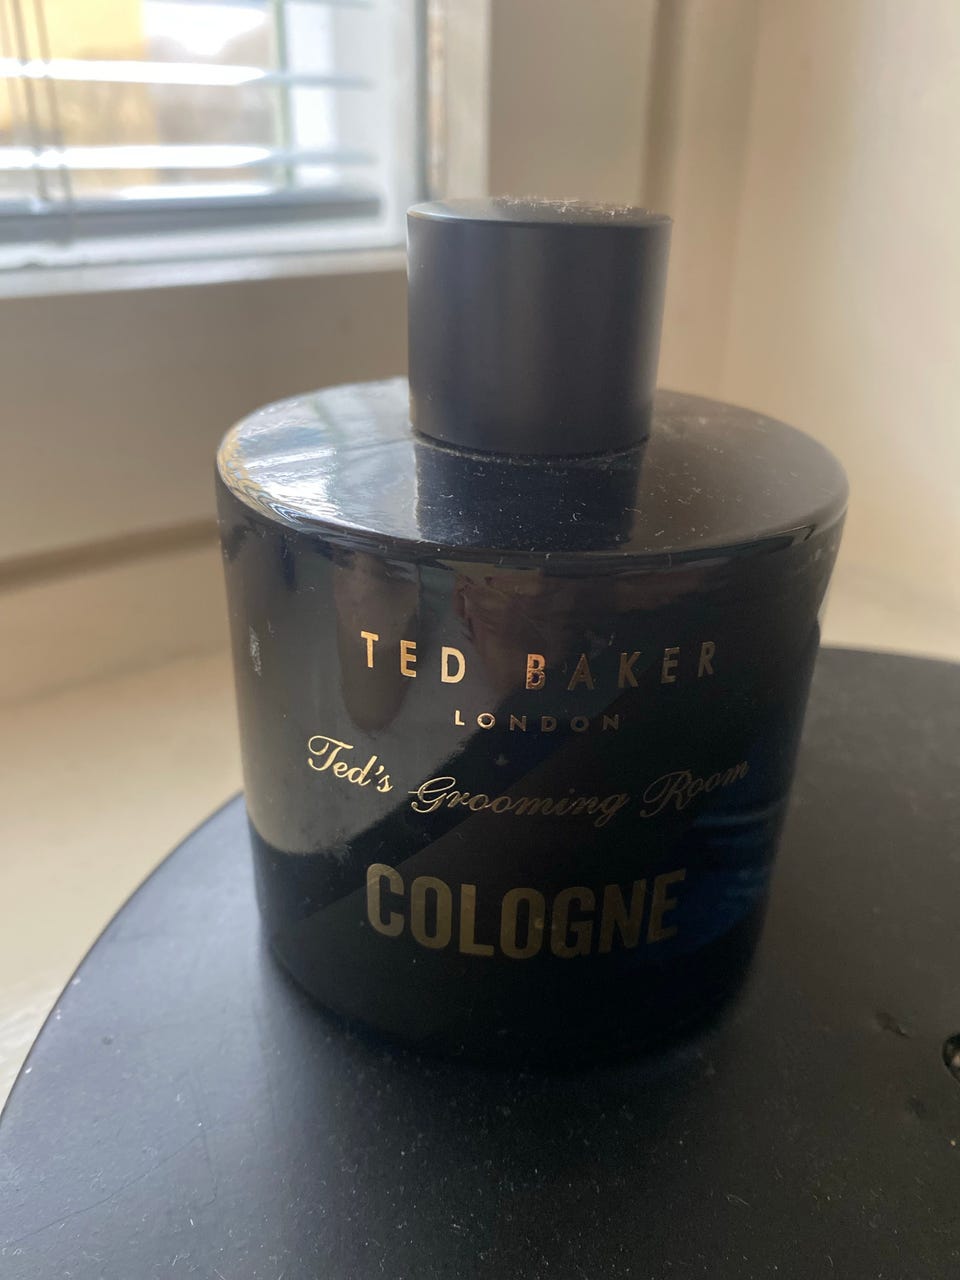 TED BAKER
LONDON
Ted's Grooming Room
COLOGNE